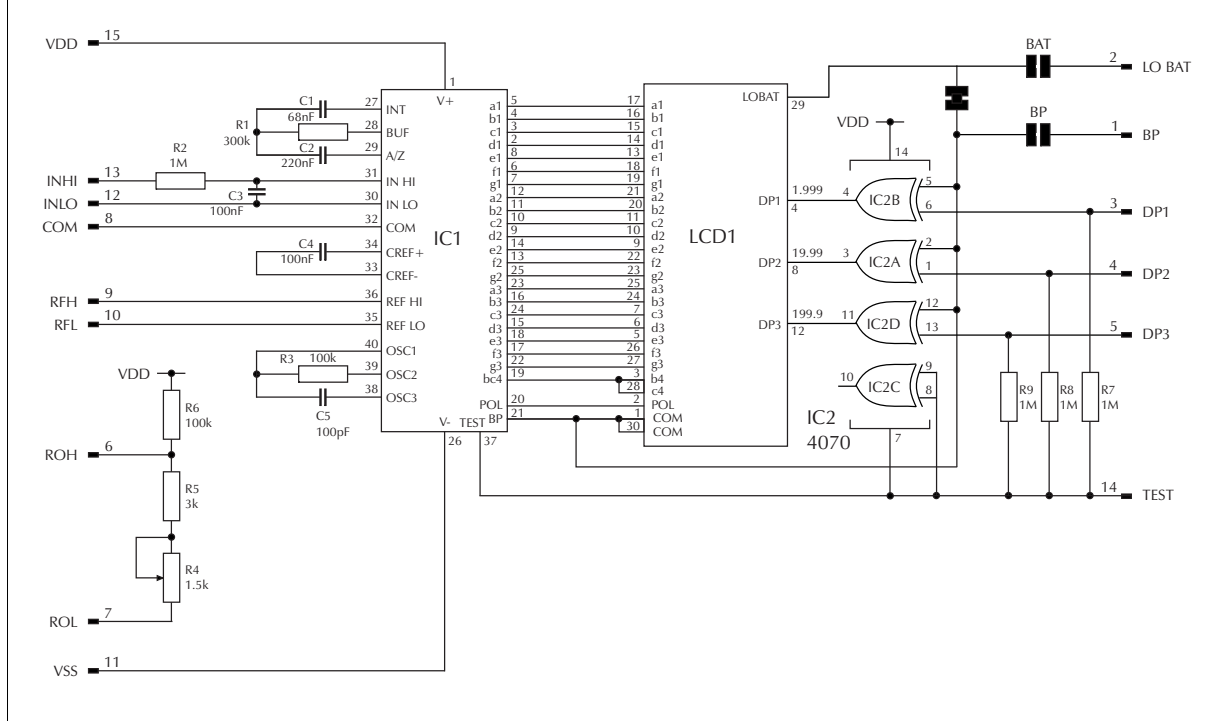 VDD 15
1
V+
C1
68nF
27 INT
R1
300k
28 BUF
C2
220nF
29 A/Z
R2
1M
INHI 13
31 IN HI
C3
100nF
INLO 12
30 IN LO
COM 8
32 COM
C4
100nF
34 CREF+
33 CREF-
RFH 9
36 REF HI
RFL 10
35 REF LO
40 OSC1
R3 100k
39 OSC2
38 OSC3
C5
100pF
VDD
R6
100k
ROH 6
R5
3k
R4
1.5k
ROL 7
VSS 11
IC1
V- TEST
26 37
a1 5 17 a1
b1 4 16 b1
c1 3 15 c1
d1 2 14 d1
e1 8 13 e1
f1 6 18 f1
g1 7 19 g1
a2 12 21 a2
b2 11 20 b2
c2 10 11 c2
d2 9 10 d2
e2 14 9 e2
f2 13 22 f2
g2 25 23 g2
a3 23 25 a3
b3 16 24 b3
c3 24 7 c3
d3 15 6 d3
e3 18 5 e3
f3 17 26 f3
g3 22 27 g3
bc4 19 3 b4
28 c4
POL 20 2 POL
BP 21 1 COM
30 COM
LCD1
LOBAT
29
DP1 1.999
4
DP2 19.99
8
DP3 199.9
12
BAT
2 LO BAT
VDD
BP
1 BP
14
4 IC2B 5
6
3 DP1
3 IC2A 2
1
4 DP2
11 IC2D 12
13
5 DP3
10 IC2C 9
8
IC2
4070
7
R9
1M
R8
1M
R7
1M
14 TEST